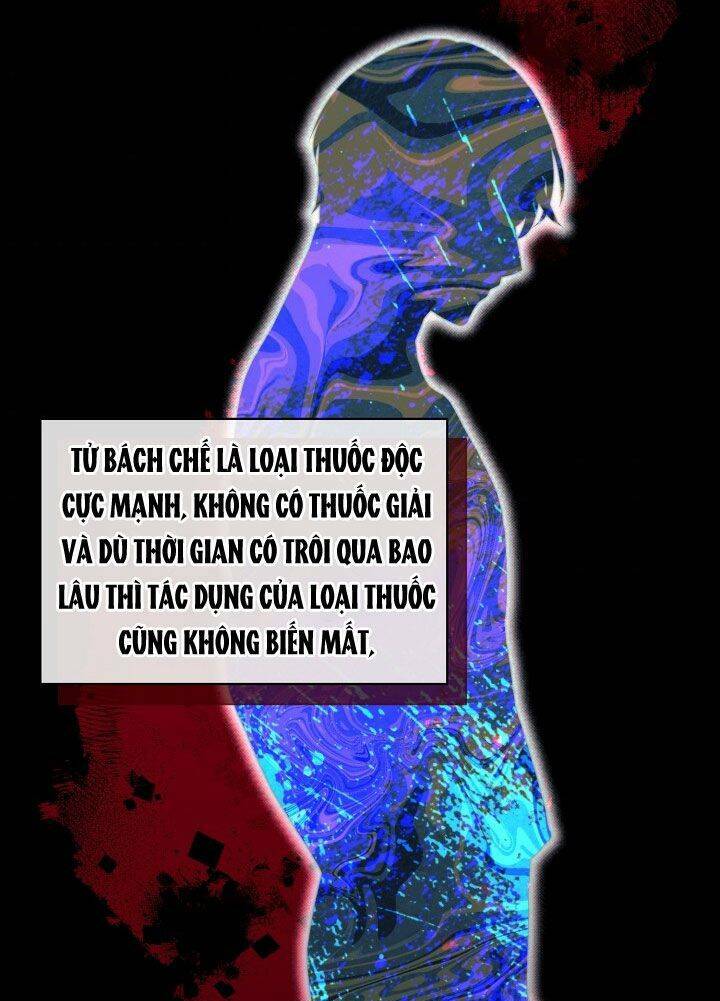 TỬ BÁCH CHẾ LÀ LOẠI THUỐC ĐỘC
CỰC MẠNH, KHÔNG CÓ THUỐC GIẢI
VÀ DÙ THỜI GIAN CÓ TRÔI QUA BAO
LÂU THÌ TÁC DỤNG CỦA LOẠI THUỐC
CŨNG KHÔNG BIẾN MẤT,